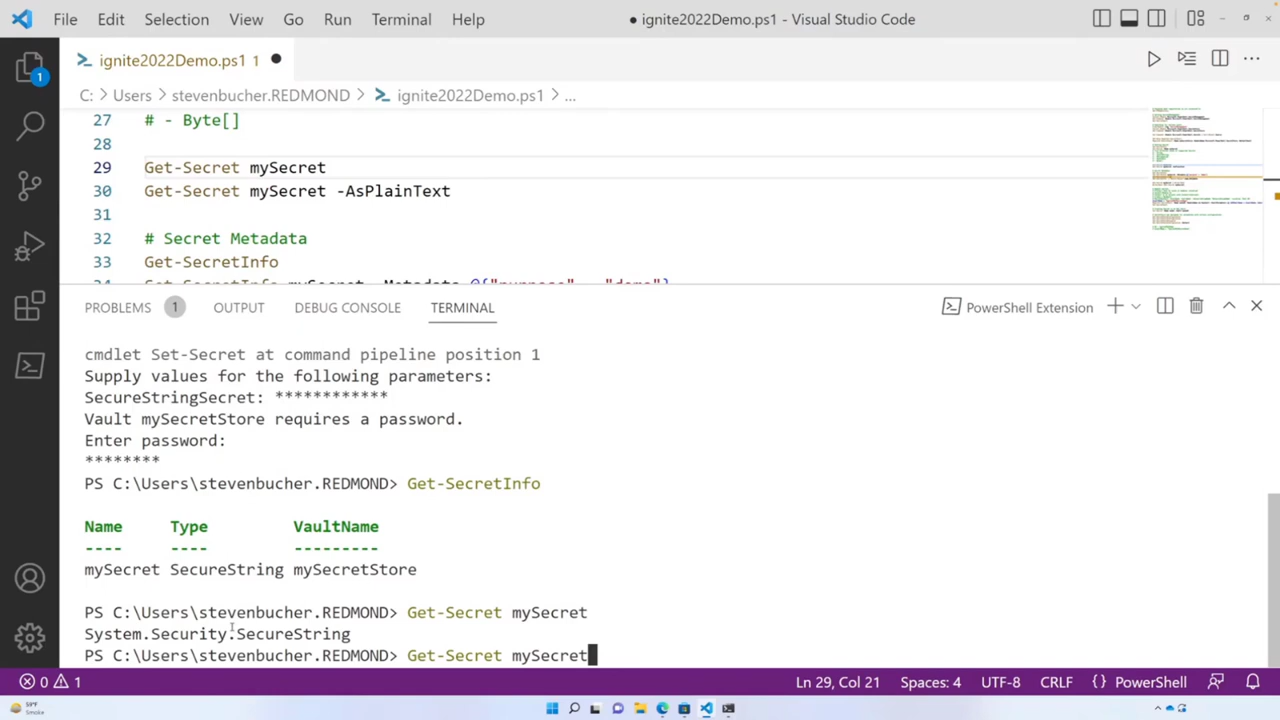 File Edit Selection View Go Run Terminal Help
● ignite2022Demo.ps1 - Visual Studio Code
1
ignite2022Demo.ps1 1
C: > Users > stevenbucher.REDMOND > ignite2022Demo.ps1 > ...
27 # - Byte[]
28
29 Get-Secret mySecret
30 Get-Secret mySecret -AsPlainText
31
32 # Secret Metadata
33 Get-SecretInfo
PROBLEMS 1 OUTPUT DEBUG CONSOLE TERMINAL PowerShell Extension
cmdlet Set-Secret at command pipeline position 1
Supply values for the following parameters:
SecureStringSecret: ************
Vault mySecretStore requires a password.
Enter password:
********
PS C:\Users\stevenbucher.REDMOND> Get-SecretInfo
Name Type VaultName
---- ---- ---------
mySecret SecureString mySecretStore
PS C:\Users\stevenbucher.REDMOND> Get-Secret mySecret
System.Security.SecureString
PS C:\Users\stevenbucher.REDMOND> Get-Secret mySecret
0 1 Ln 29, Col 21 Spaces: 4 UTF-8 CRLF {} PowerShell
59°F
Smoke